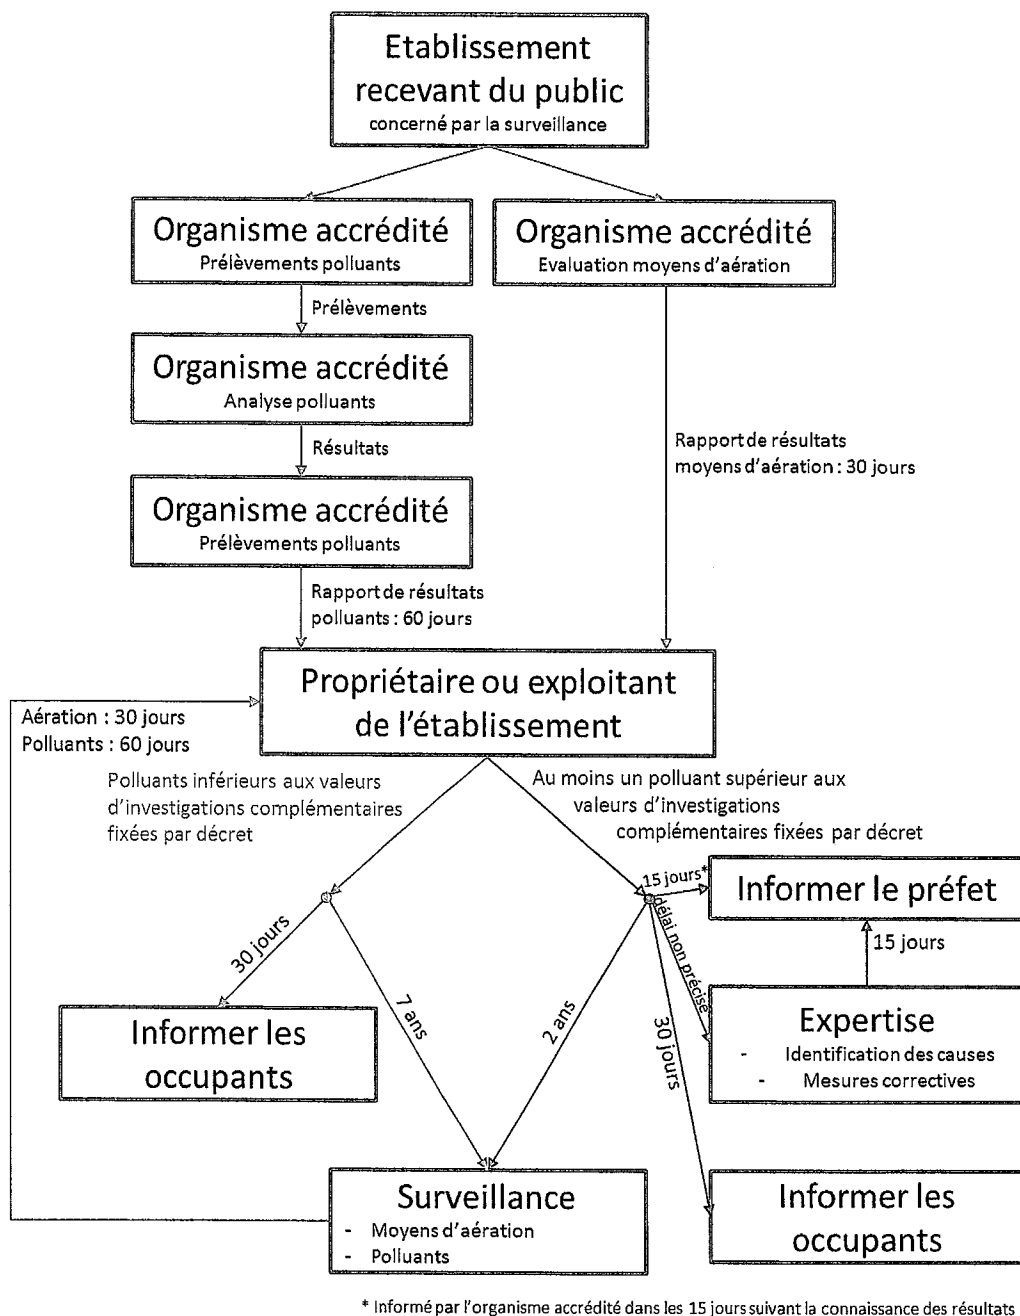 Etablissement
recevant du public
concerné par la surveillance
Organisme accrédité
Prélèvements polluants
Organisme accrédité
Evaluation moyens d'aération
Prélèvements
Organisme accrédité
Analyse polluants
Résultats
Rapport de résultats
moyens d'aération : 30 jours
Organisme accrédité
Prélèvements polluants
Rapport de résultats
polluants : 60 jours
Propriétaire ou exploitant
de l'établissement
Aération : 30 jours
Polluants : 60 jours
Polluants inférieurs aux valeurs
d'investigations complémentaires
fixées par décret
Au moins un polluant supérieur aux
valeurs d'investigations
complémentaires fixées par décret
15 jours*
Informer le préfet
délai non précisé
15 jours
30 jours
7 ans
2 ans
30 jours
Expertise
- Identification des causes
- Mesures correctives
Informer les
occupants
Surveillance
- Moyens d'aération
- Polluants
Informer les
occupants
* Informé par l'organisme accrédité dans les 15 jours suivant la connaissance des résultats